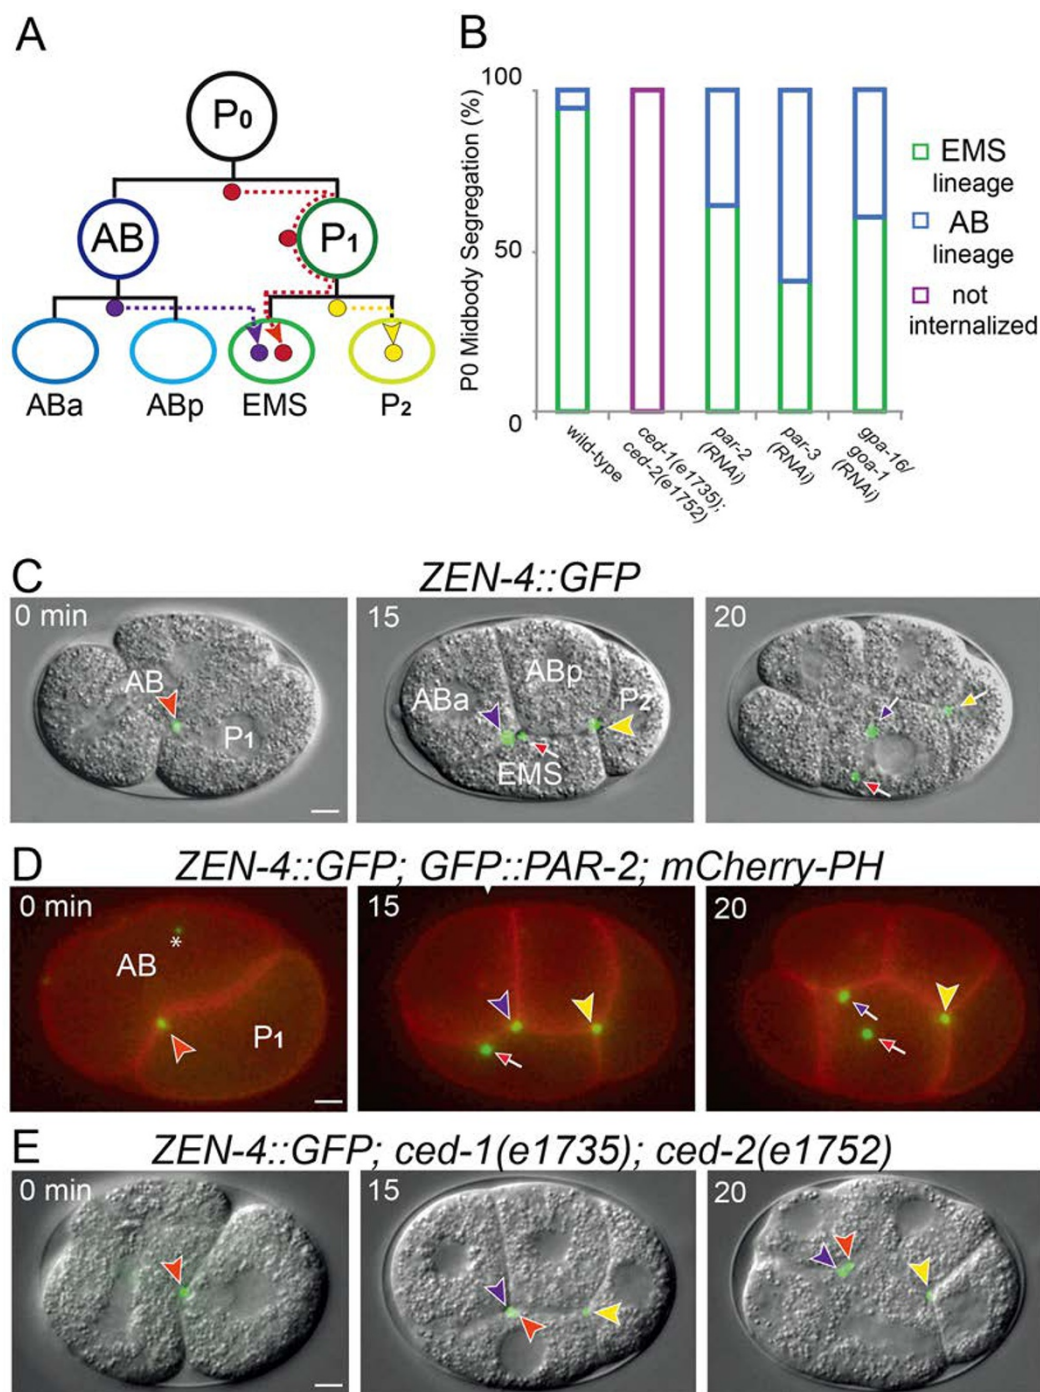 A
P0
AB
P1
ABa
ABp
EMS
P2
B
P0 Midbody Segregation (%)
100
50
0
wild-type
ced-1(e1735);
ced-2(e1752)
par-2
(RNAi)
par-3
(RNAi)
gpa-16/
goa-1
(RNAi)
EMS
lineage
AB
lineage
not
internalized
C
ZEN-4::GFP
0 min
AB
P1
15
ABa
ABp
P2
EMS
20
D
ZEN-4::GFP; GFP::PAR-2; mCherry-PH
0 min
*
AB
P1
15
20
E
ZEN-4::GFP; ced-1(e1735); ced-2(e1752)
0 min
15
20